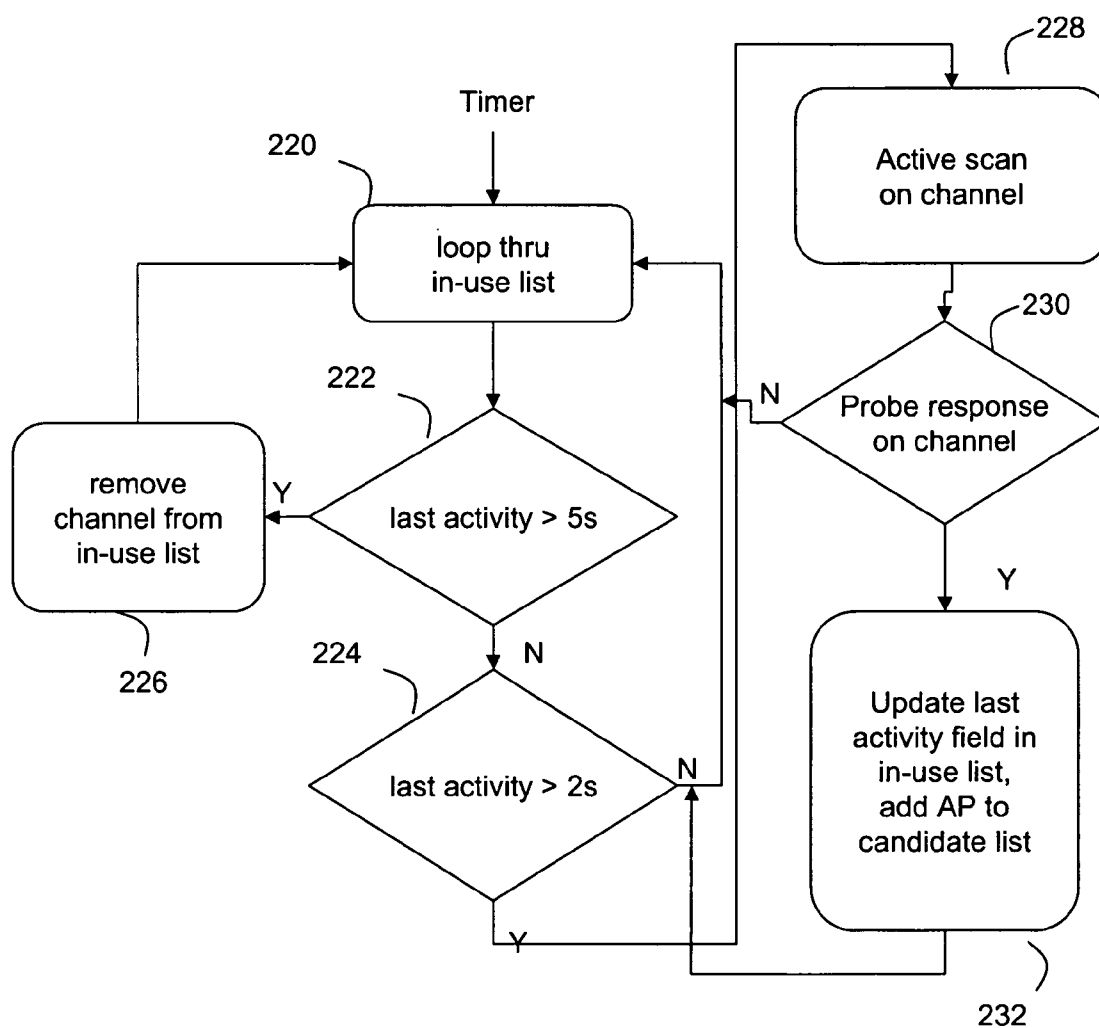 228
Timer
220
Active scan
on channel
loop thru
in-use list
230
222
N
Probe response
on channel
remove
channel from
in-use list
Y
last activity > 5s
Y
N
224
226
Update last
activity field in
in-use list,
add AP to
candidate list
last activity > 2s
N
Y
232